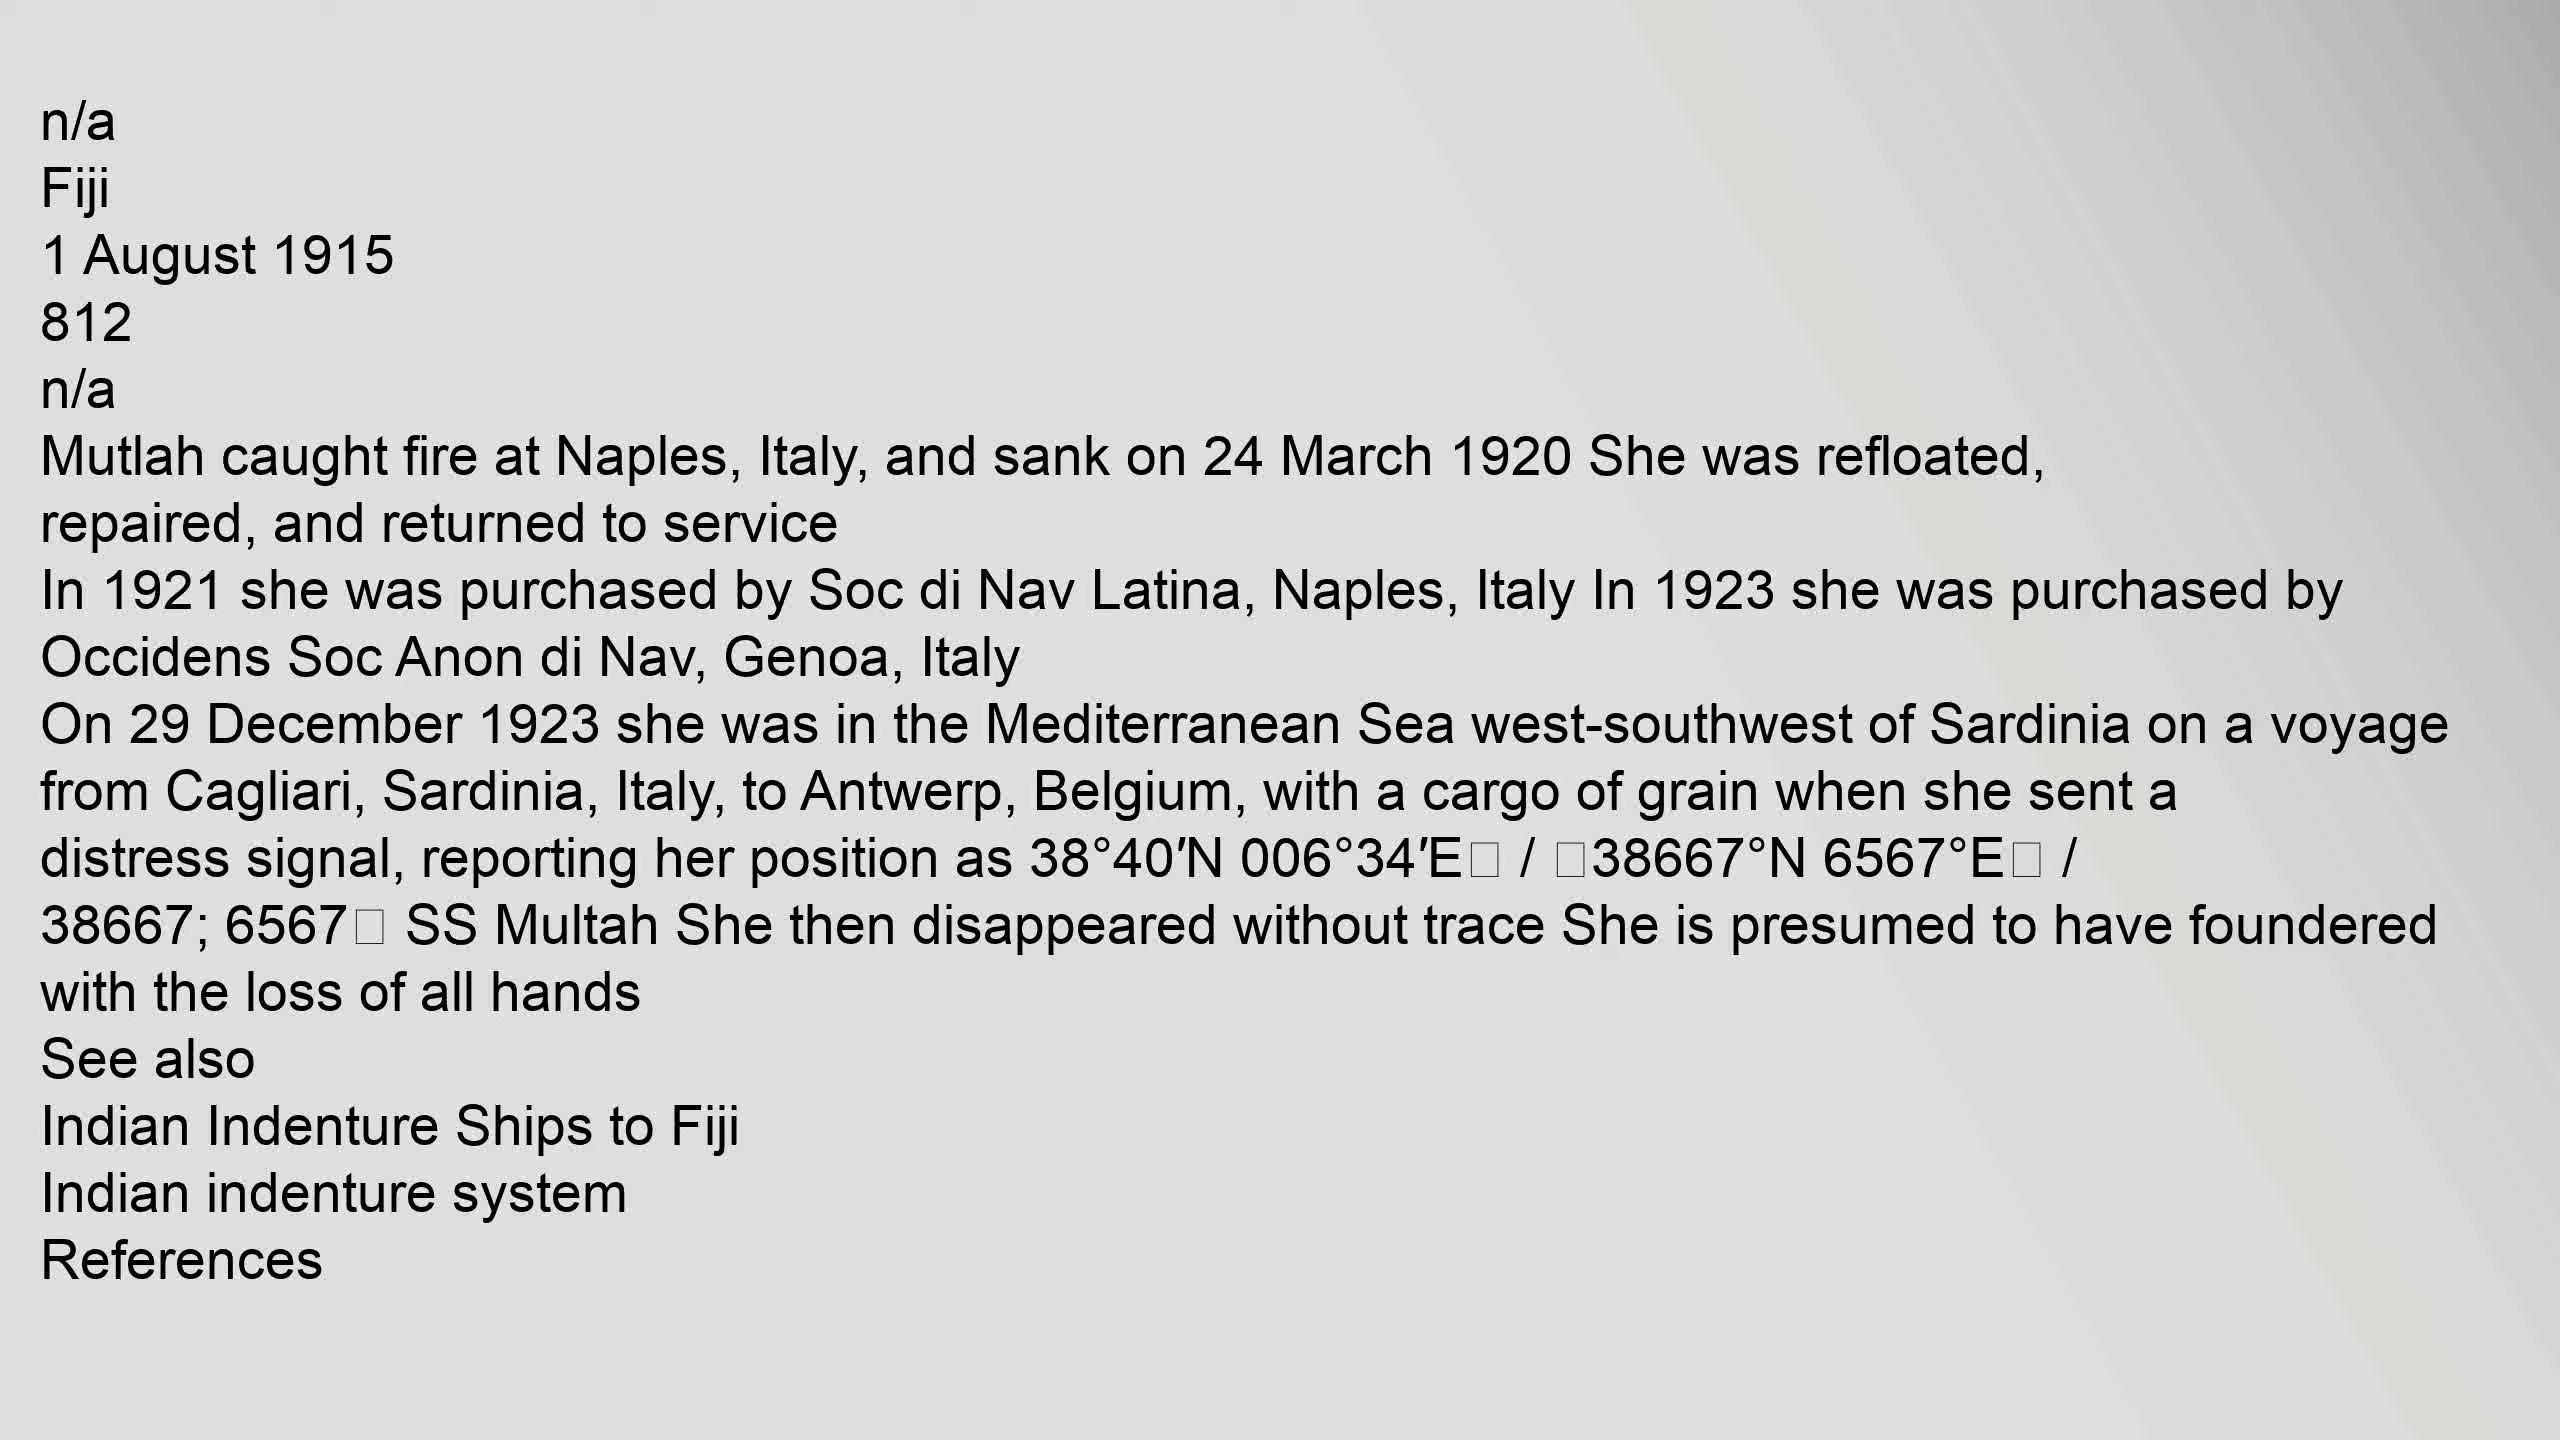 n/a
Fiji
1 August 1915
812
n/a
Mutlah caught fire at Naples, Italy, and sank on 24 March 1920 She was refloated,
repaired, and returned to service
In 1921 she was purchased by Soc di Nav Latina, Naples, Italy In 1923 she was purchased by
Occidens Soc Anon di Nav, Genoa, Italy
On 29 December 1923 she was in the Mediterranean Sea west-southwest of Sardinia on a voyage
from Cagliari, Sardinia, Italy, to Antwerp, Belgium, with a cargo of grain when she sent a
distress signal, reporting her position as 38°40′N 006°34′E□ / □38667°N 6567°E□ /
38667; 6567□ SS Multah She then disappeared without trace She is presumed to have foundered
with the loss of all hands
See also
Indian Indenture Ships to Fiji
Indian indenture system
References